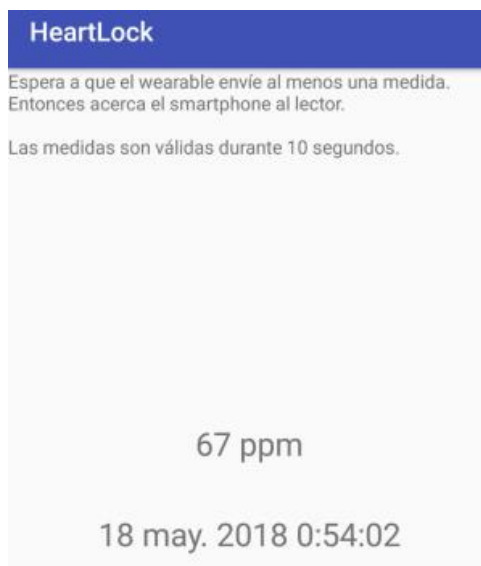 HeartLock
Espera a que el wearable envíe al menos una medida.
Entonces acerca el smartphone al lector.
Las medidas son válidas durante 10 segundos.
67 ppm
18 may. 2018 0:54:02